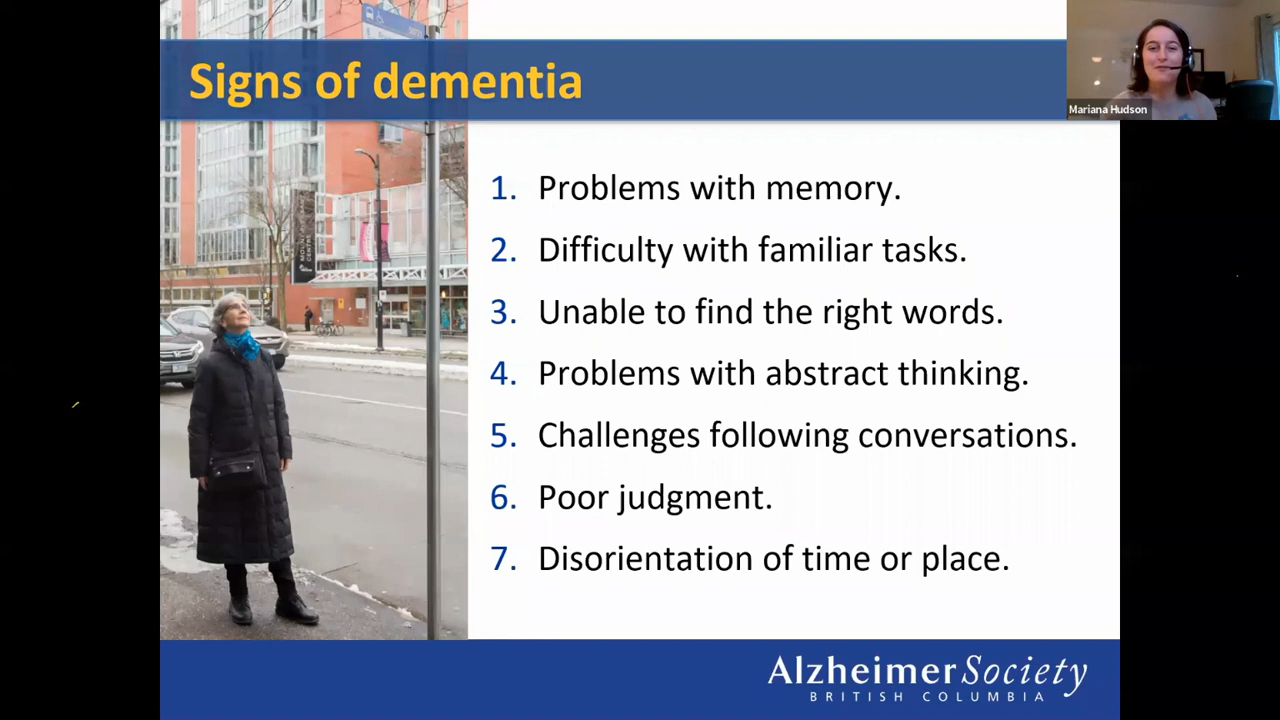 Signs of dementia
Mariana Hudson
1. Problems with memory.
2. Difficulty with familiar tasks.
3. Unable to find the right words.
4. Problems with abstract thinking.
5. Challenges following conversations.
6. Poor judgment.
7. Disorientation of time or place.
AlzheimerSociety
BRITISH COLUMBIA